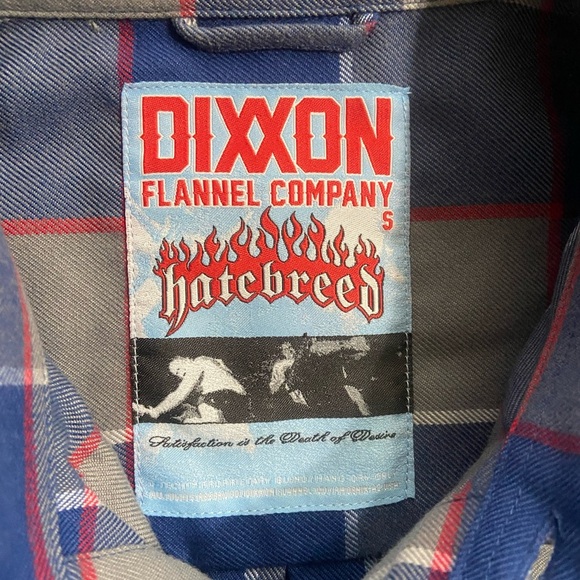 DIXXON
FLANNEL COMPANY
S
hatebreed
Satisfaction is the Death of Desire